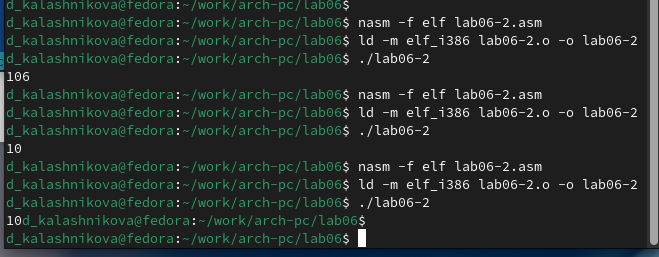 d_kalashnikova@fedora:~/work/arch-pc/lab06$
d_kalashnikova@fedora:~/work/arch-pc/lab06$ nasm -f elf lab06-2.asm
d_kalashnikova@fedora:~/work/arch-pc/lab06$ ld -m elf_i386 lab06-2.o -o lab06-2
d_kalashnikova@fedora:~/work/arch-pc/lab06$ ./lab06-2
106
d_kalashnikova@fedora:~/work/arch-pc/lab06$ nasm -f elf lab06-2.asm
d_kalashnikova@fedora:~/work/arch-pc/lab06$ ld -m elf_i386 lab06-2.o -o lab06-2
d_kalashnikova@fedora:~/work/arch-pc/lab06$ ./lab06-2
10
d_kalashnikova@fedora:~/work/arch-pc/lab06$ nasm -f elf lab06-2.asm
d_kalashnikova@fedora:~/work/arch-pc/lab06$ ld -m elf_i386 lab06-2.o -o lab06-2
d_kalashnikova@fedora:~/work/arch-pc/lab06$ ./lab06-2
10d_kalashnikova@fedora:~/work/arch-pc/lab06$
d_kalashnikova@fedora:~/work/arch-pc/lab06$